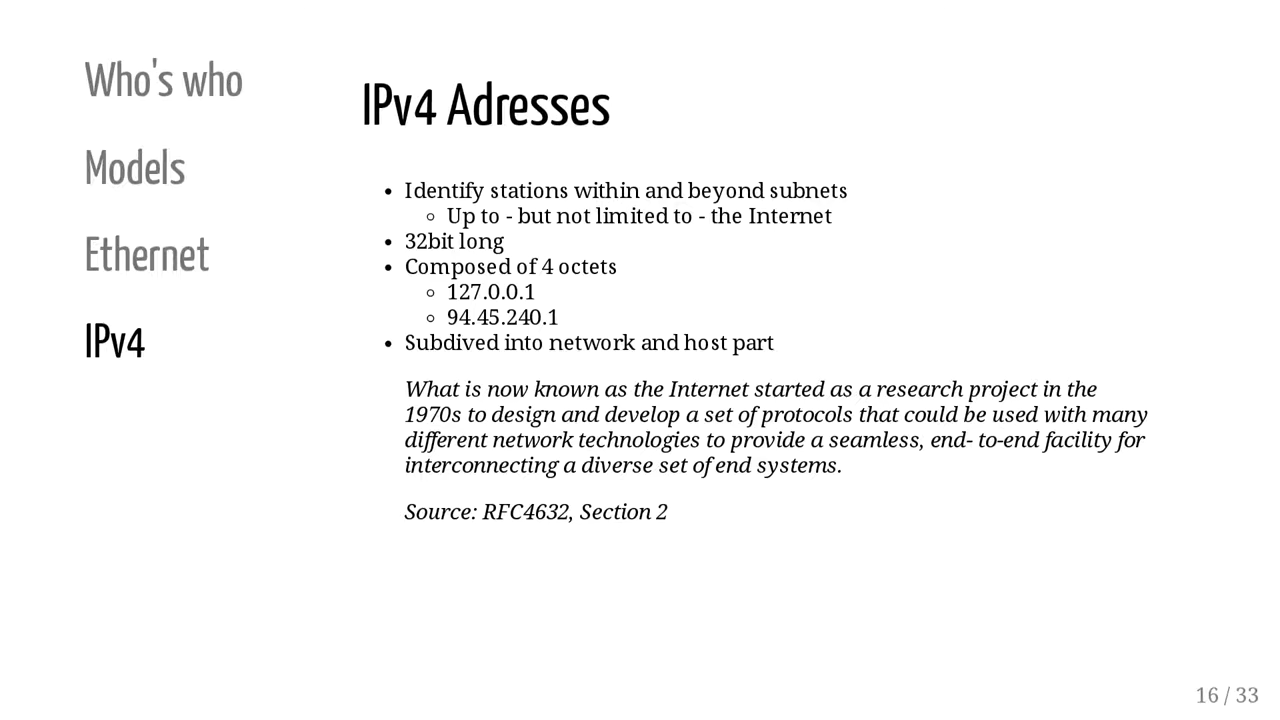 Who's who
Models
Ethernet
IPv4
IPv4 Adresses
Identify stations within and beyond subnets
Up to - but not limited to - the Internet
32bit long
Composed of 4 octets
127.0.0.1
94.45.240.1
Subdived into network and host part
What is now known as the Internet started as a research project in the
1970s to design and develop a set of protocols that could be used with many
different network technologies to provide a seamless, end- to-end facility for
interconnecting a diverse set of end systems.
Source: RFC4632, Section 2
16 / 33